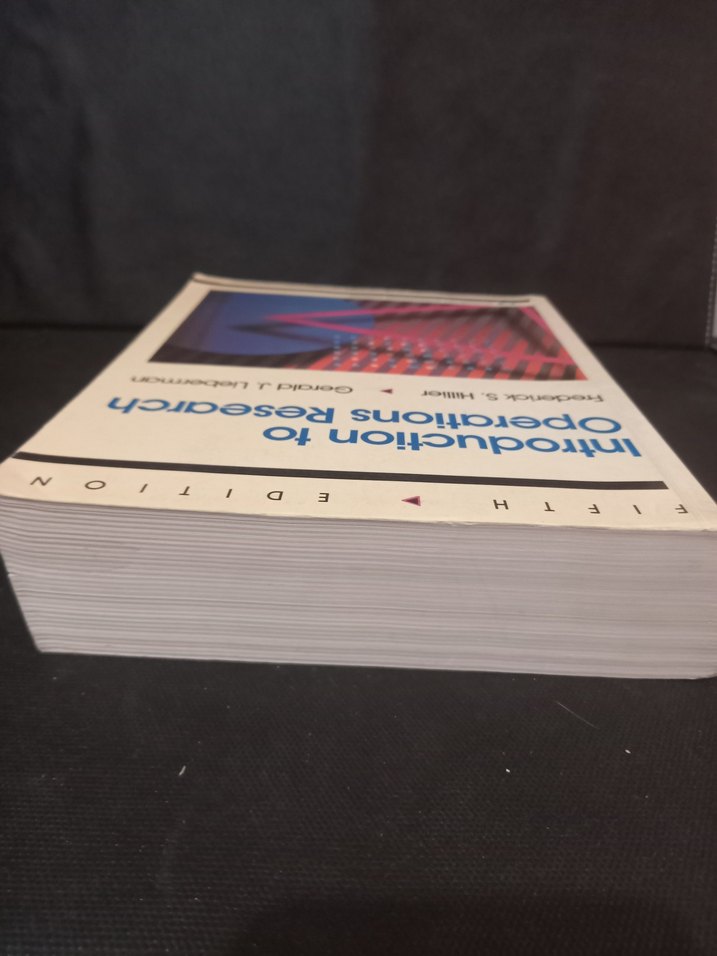 FIFTH ▼ EDITION
Introduction to
Operations Research
Frederick S. Hillier ▼ Gerald J. Lieberman